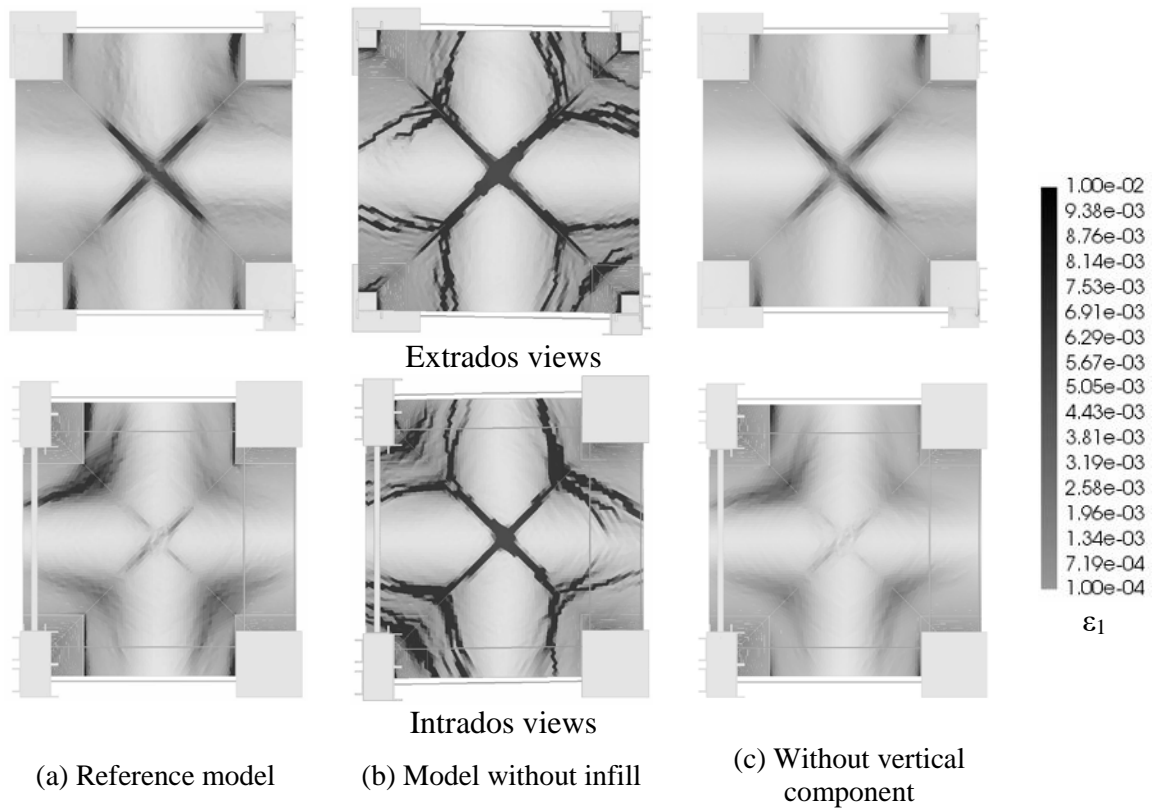 Extrados views
1.00e-02
9.38e-03
8.76e-03
8.14e-03
7.53e-03
6.91e-03
6.29e-03
5.67e-03
5.05e-03
4.43e-03
3.81e-03
3.19e-03
2.58e-03
1.96e-03
1.34e-03
7.19e-04
1.00e-04
ε1
Intrados views
(a) Reference model
(b) Model without infill
(c) Without vertical
component